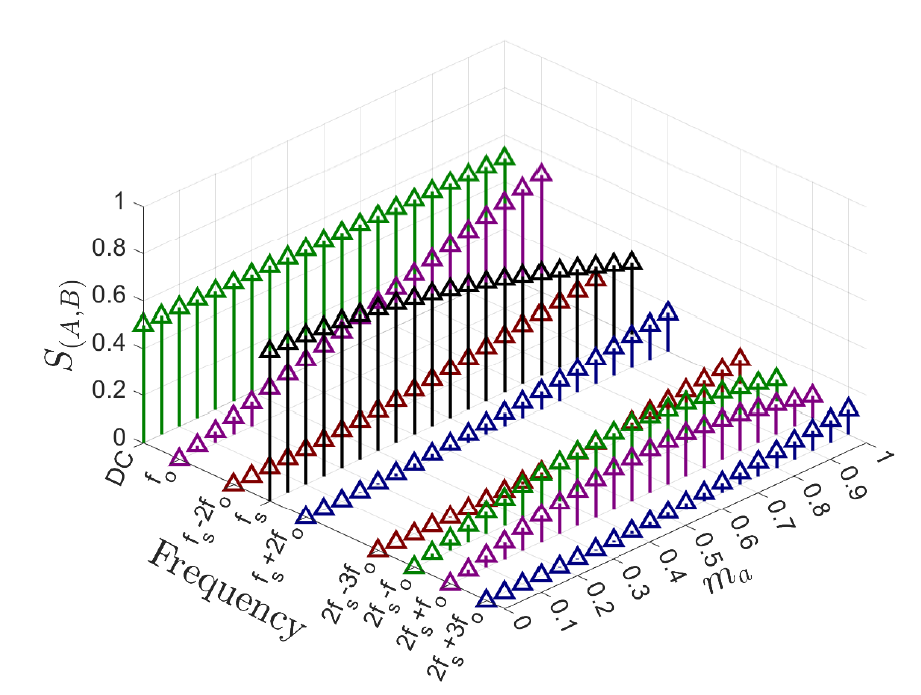 S(A,B)
1
0.8
0.6
0.4
0.2
0
DC
fo
fs-2fo
fs
fs+2fo
2fs-3fo
2fs-fo
2fs+fo
2fs+3fo
Frequency
0
0.1
0.2
0.3
0.4
0.5
0.6
0.7
0.8
0.9
1
ma